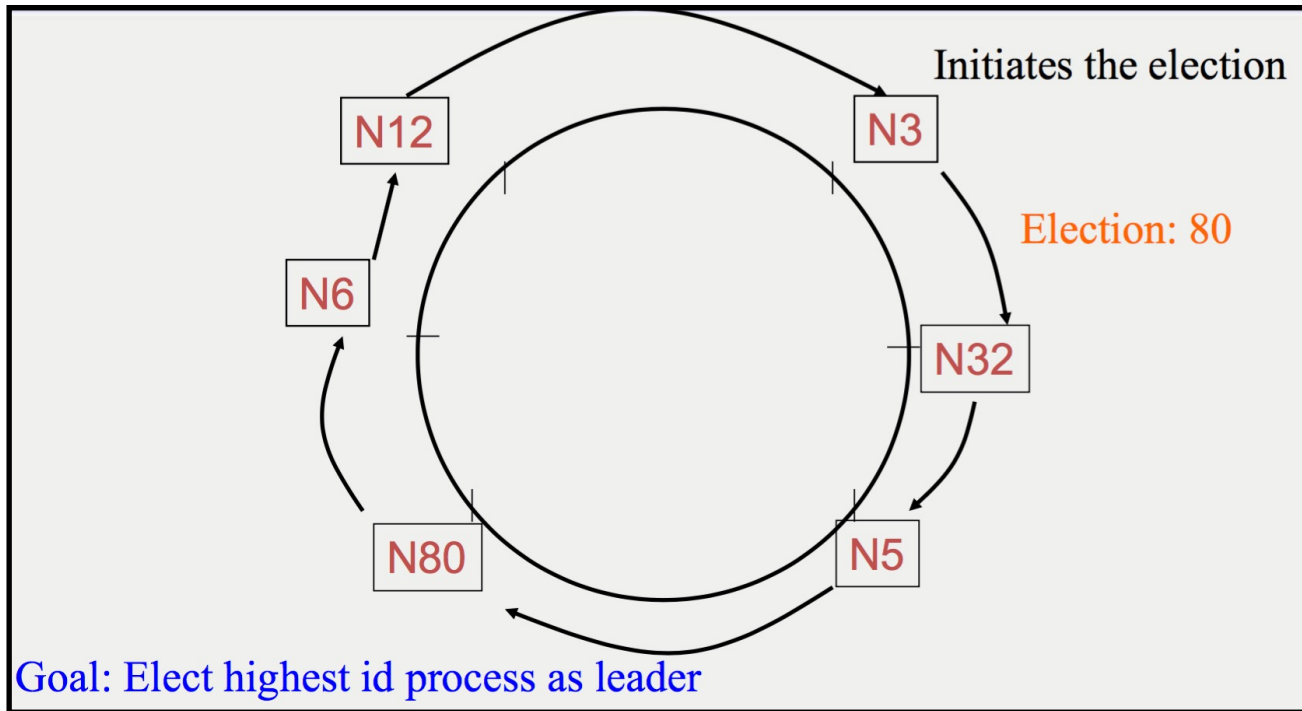 Initiates the election
N12
N3
Election: 80
N6
N32
N80
N5
Goal: Elect highest id process as leader